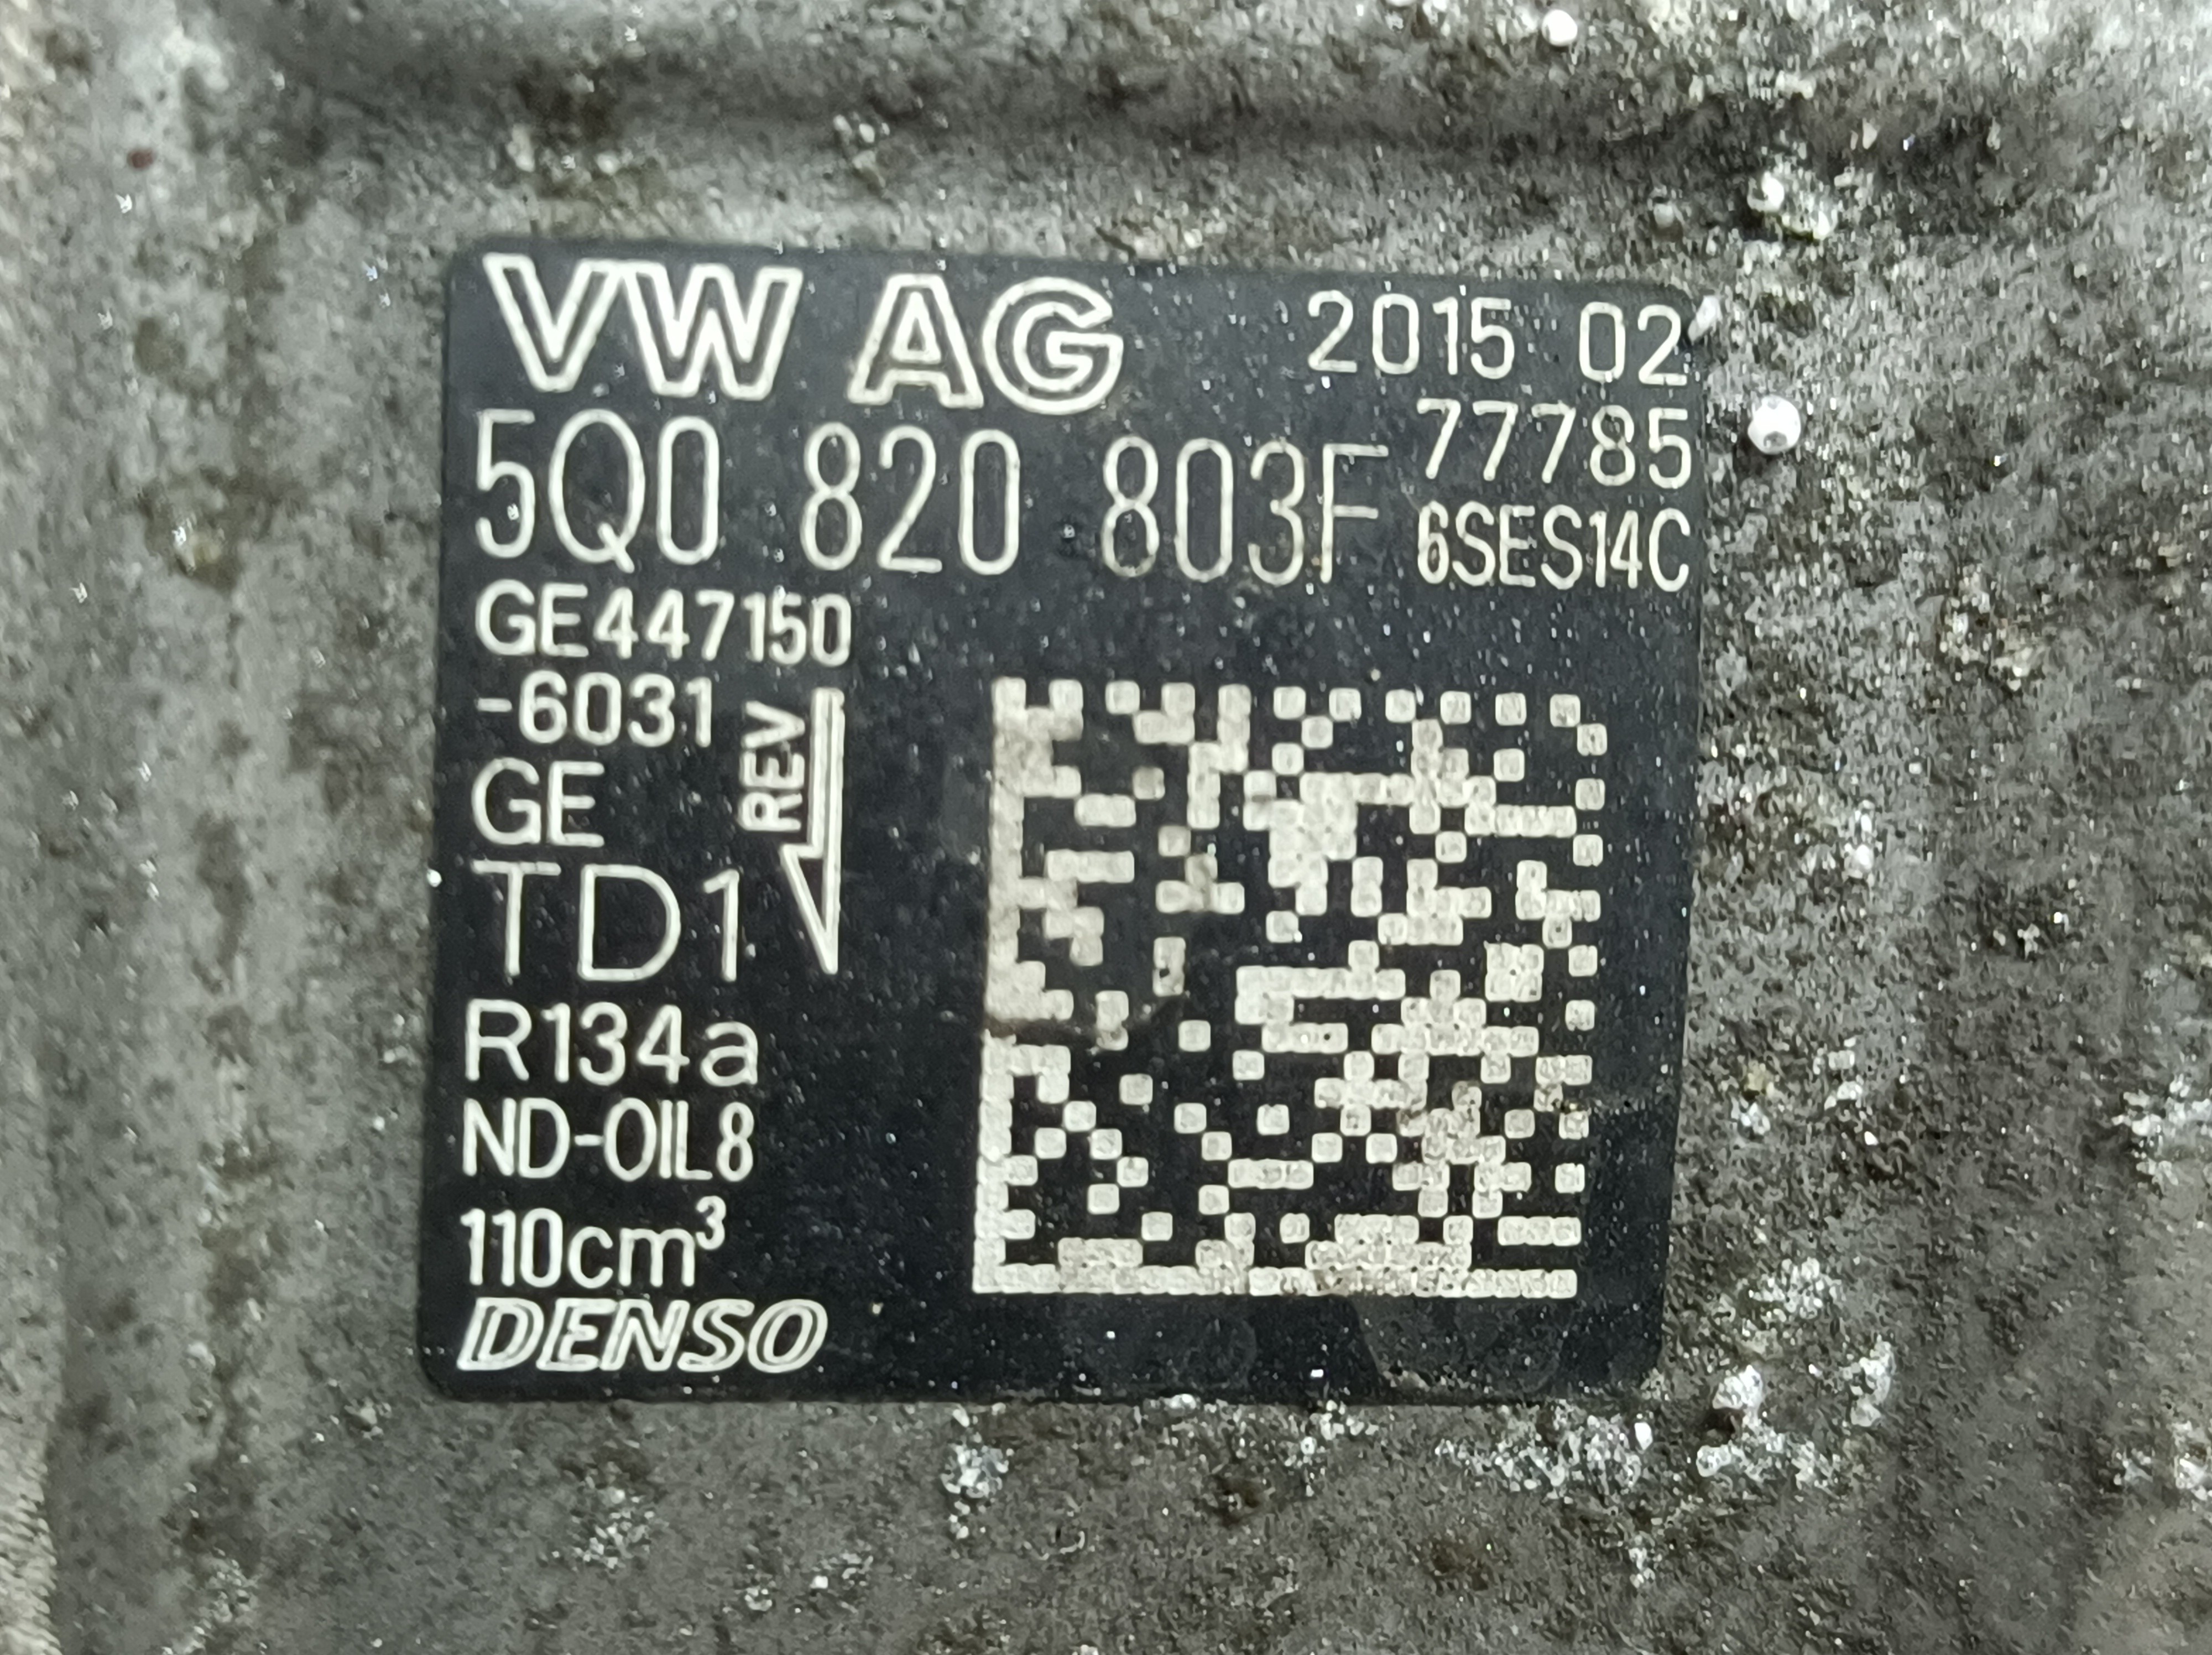 VW AG 2015 02
77785
5Q0 820 803F
6SES14C
GE447150
-6031
REV
GE
TD1
R134a
ND-OIL8
110cm³
DENSO